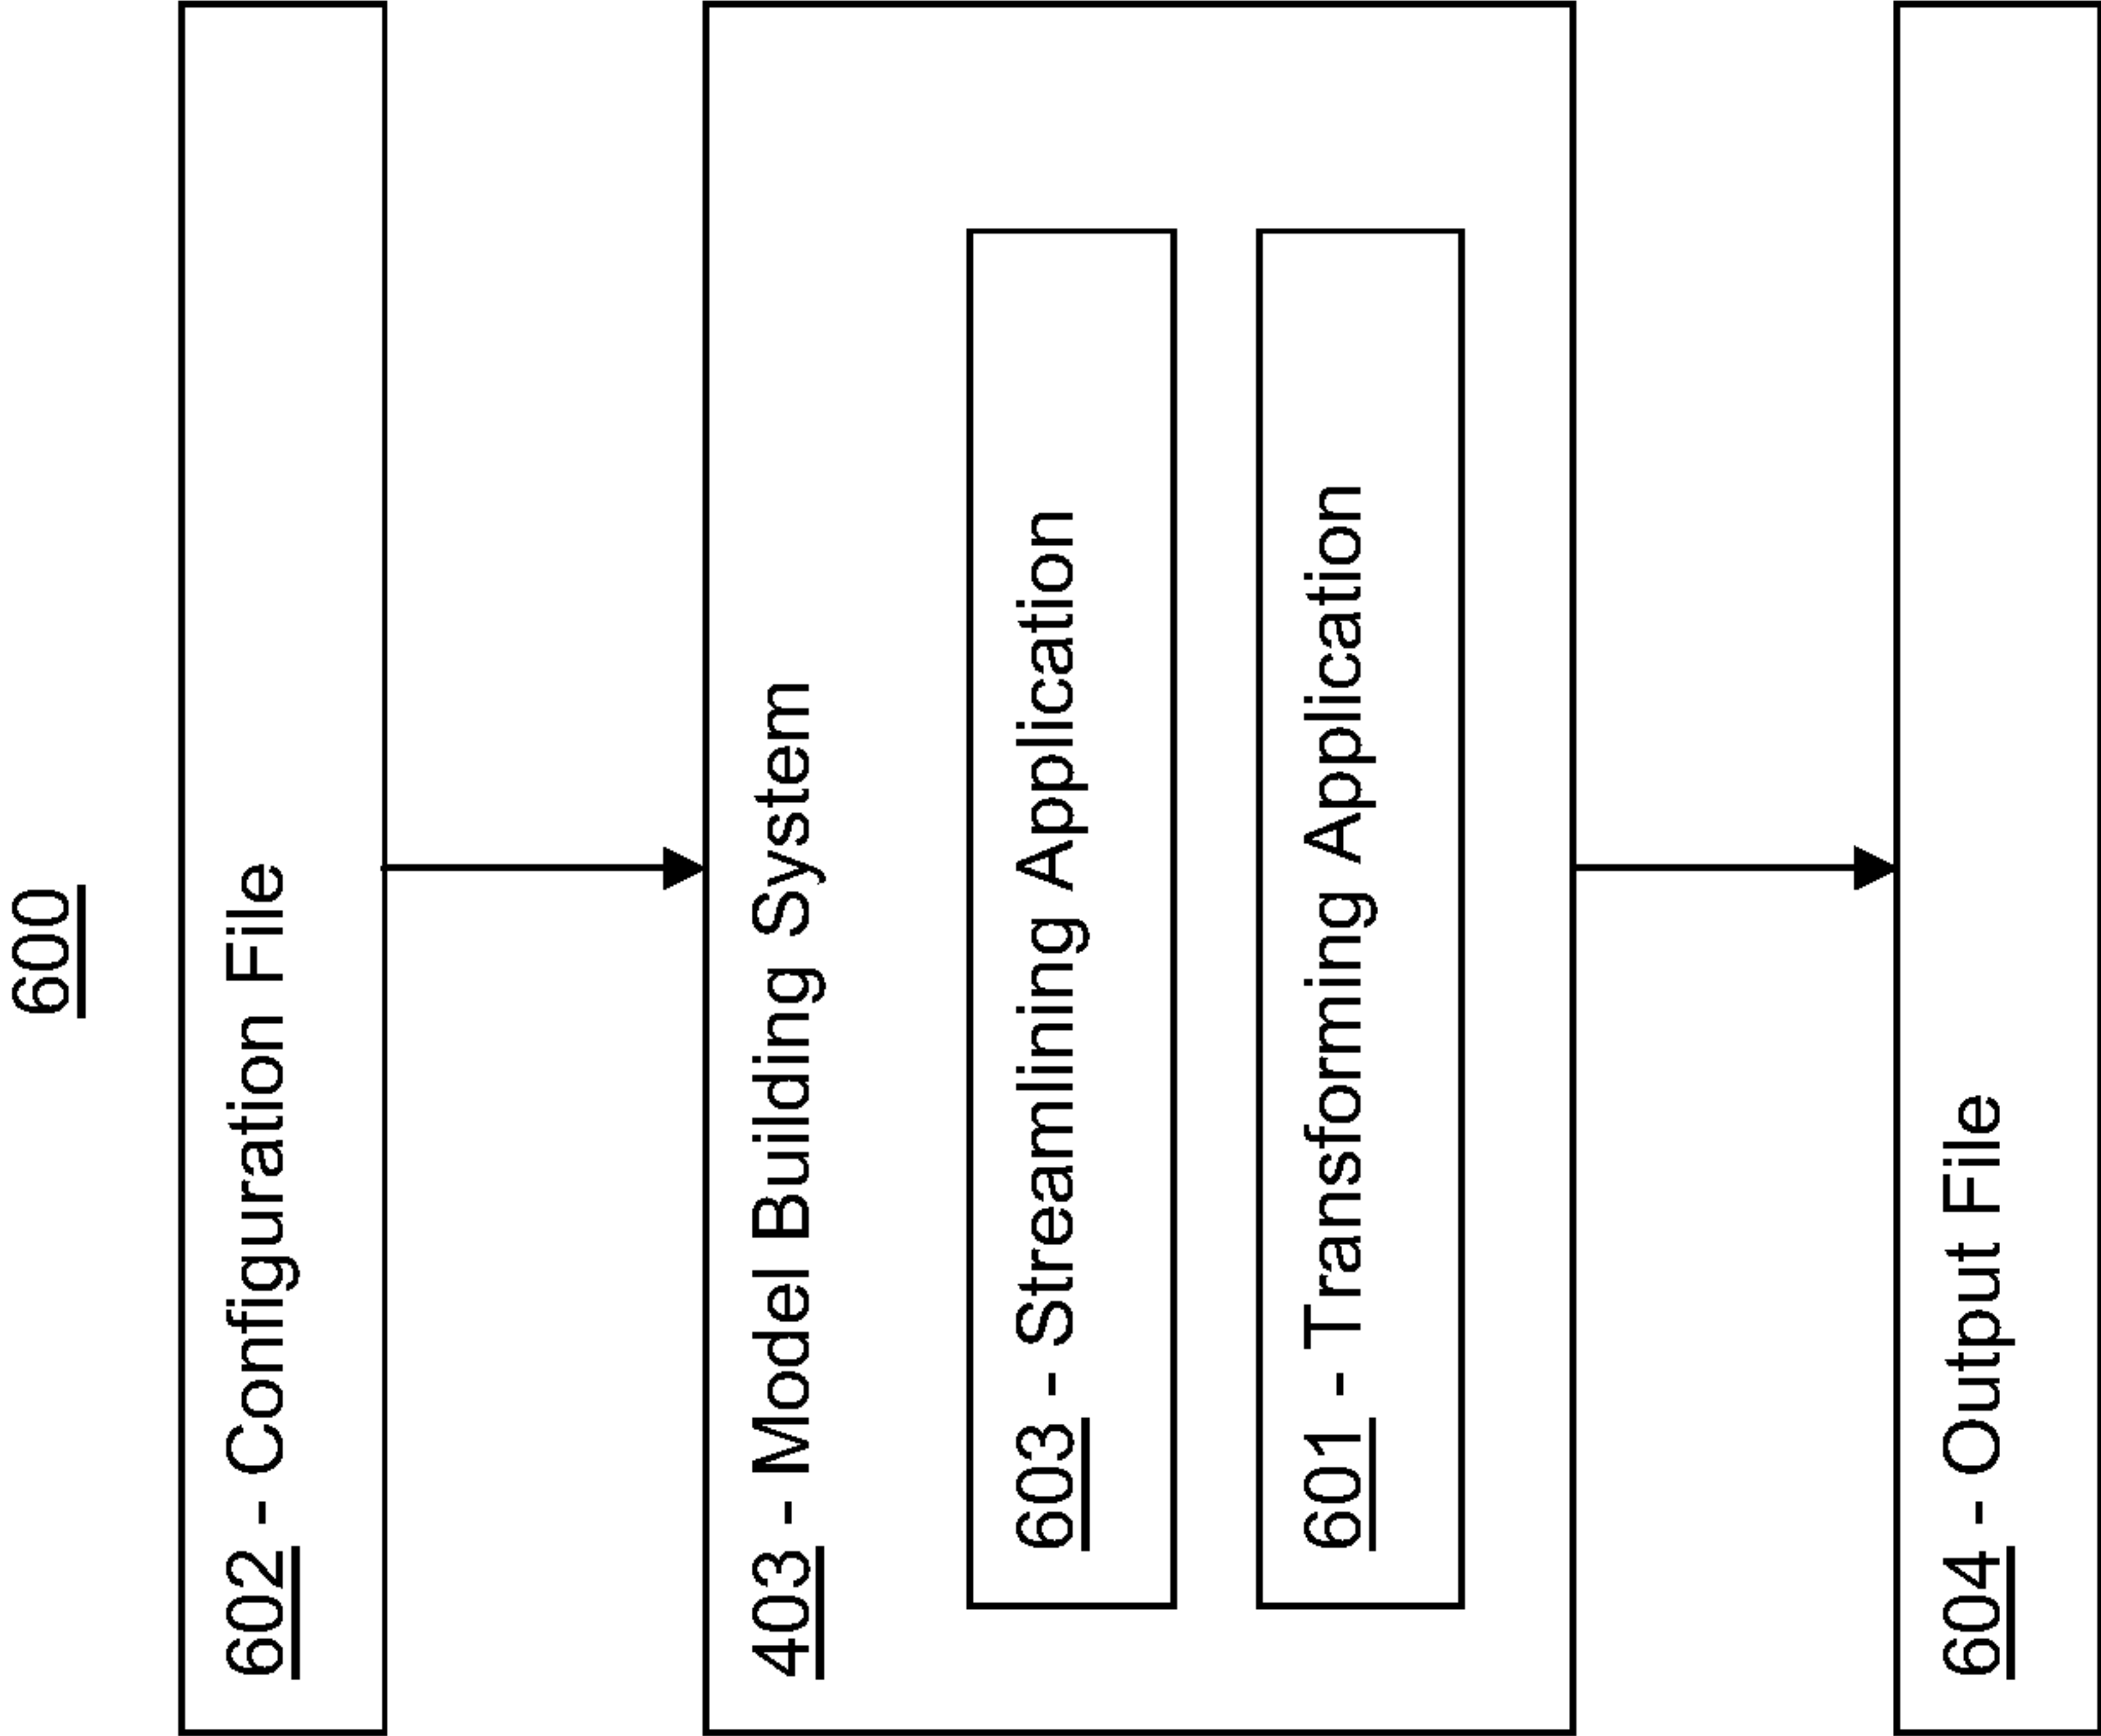 600
602 - Configuration File
403 - Model Building System
603 - Streamlining Application
601 - Transforming Application
604 - Output File